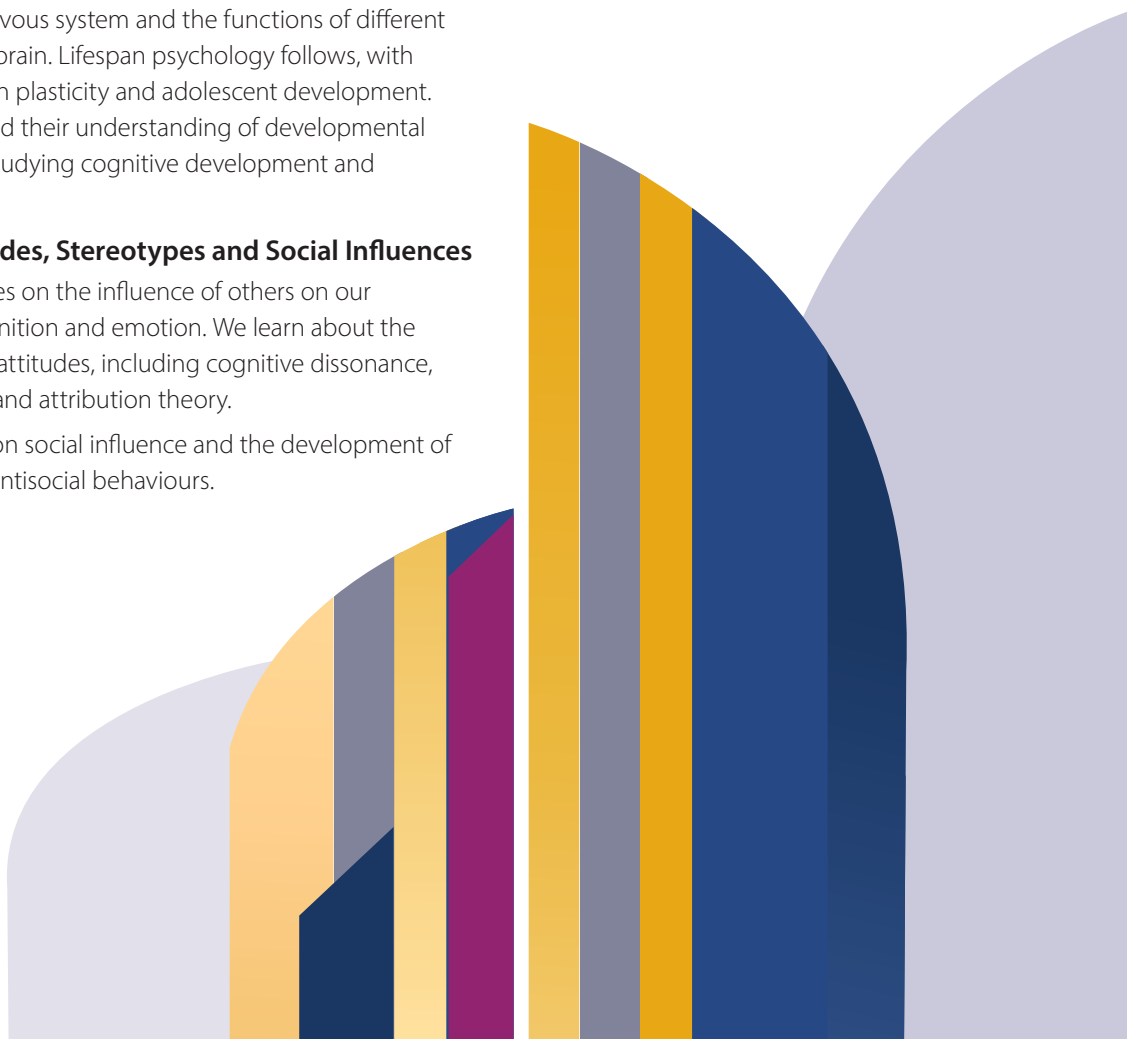 vous system and the functions of different
brain. Lifespan psychology follows, with
n plasticity and adolescent development.
d their understanding of developmental
tudying cognitive development and
des, Stereotypes and Social Influences
es on the influence of others on our
nition and emotion. We learn about the
attitudes, including cognitive dissonance,
and attribution theory.
on social influence and the development of
ntisocial behaviours.